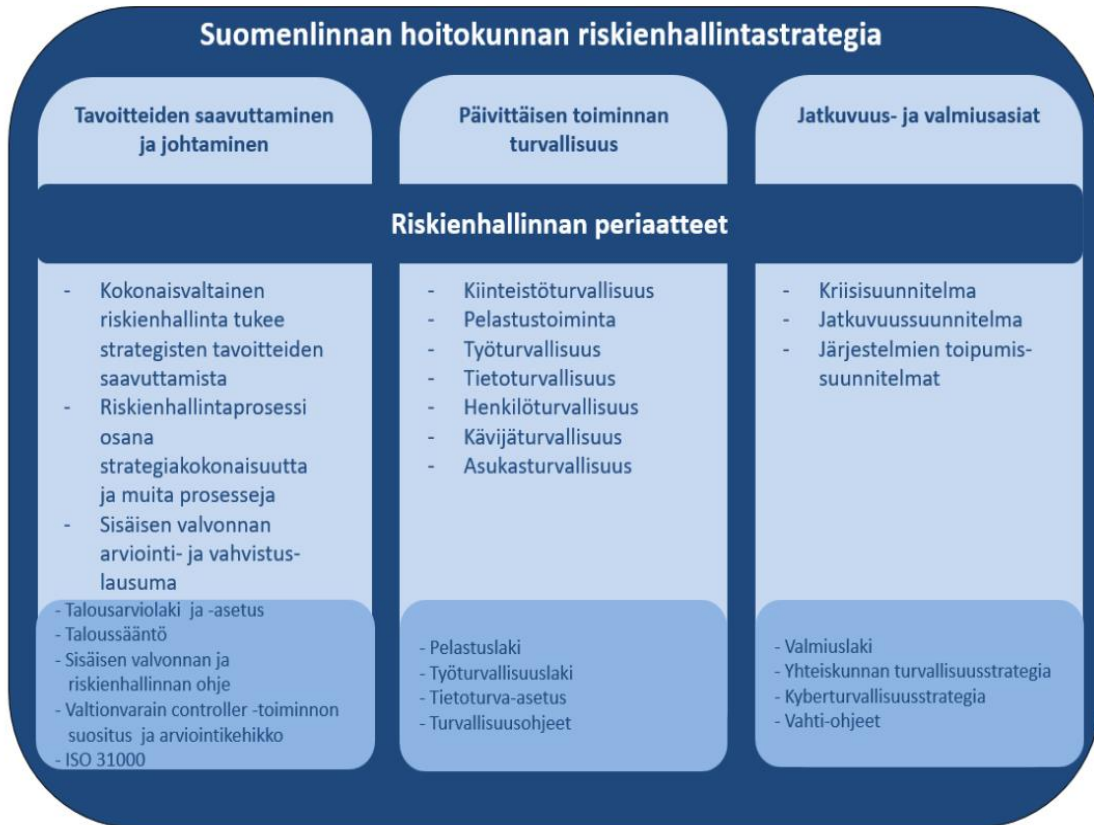 Suomenlinnan hoitokunnan riskienhallintastrategia
Tavoitteiden saavuttaminen
ja johtaminen
Päivittäisen toiminnan
turvallisuus
Jatkuvuus- ja valmiusasiat
Riskienhallinnan periaatteet
- Kokonaisvaltainen
riskienhallinta tukee
strategisten tavoitteiden
saavuttamista
- Riskienhallintaprosessi
osana
strategiakokonaisuutta
ja muita prosesseja
- Sisäisen valvonnan
arviointi- ja vahvistus-
lausuma
- Talousarviolaki ja -asetus
- Taloussääntö
- Sisäisen valvonnan ja
riskienhallinnan ohje
- Valtionvarain controller -toiminnon
suositus ja arviointikehikko
- ISO 31000
- Kiinteistöturvallisuus
- Pelastustoiminta
- Työturvallisuus
- Tietoturvallisuus
- Henkilöturvallisuus
- Kävijäturvallisuus
- Asukasturvallisuus
- Pelastuslaki
- Työturvallisuuslaki
- Tietoturva-asetus
- Turvallisuusohjeet
- Kriisisuunnitelma
- Jatkuvuussuunnitelma
- Järjestelmien toipumis-
suunnitelmat
- Valmiuslaki
- Yhteiskunnan turvallisuusstrategia
- Kyberturvallisuusstrategia
- Vahti-ohjeet